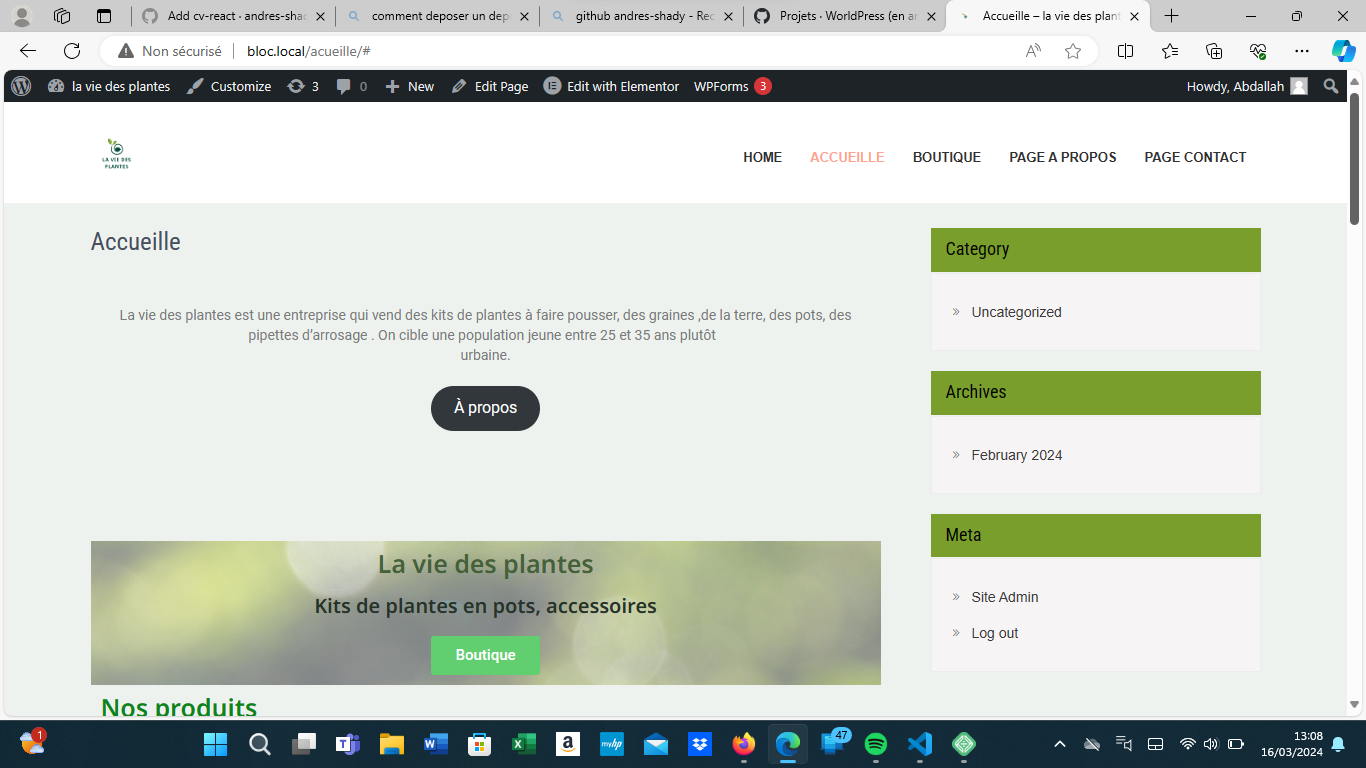 Add cv-react · andres-shad
comment deposer un depo
github andres-shady - Rec
Projets · WorldPress (en an
Accueille – la vie des plant
Non sécurisé
bloc.local/acueille/#
la vie des plantes
Customize
3
0
New
Edit Page
Edit with Elementor
WPForms
3
Howdy, Abdallah
LA VIE DES
PLANTES
HOME
ACCUEILLE
BOUTIQUE
PAGE A PROPOS
PAGE CONTACT
Accueille
La vie des plantes est une entreprise qui vend des kits de plantes à faire pousser, des graines ,de la terre, des pots, des
pipettes d’arrosage . On cible une population jeune entre 25 et 35 ans plutôt
urbaine.
À propos
La vie des plantes
Kits de plantes en pots, accessoires
Boutique
Nos produits
Category
Uncategorized
Archives
February 2024
Meta
Site Admin
Log out
1
47
13:08
16/03/2024